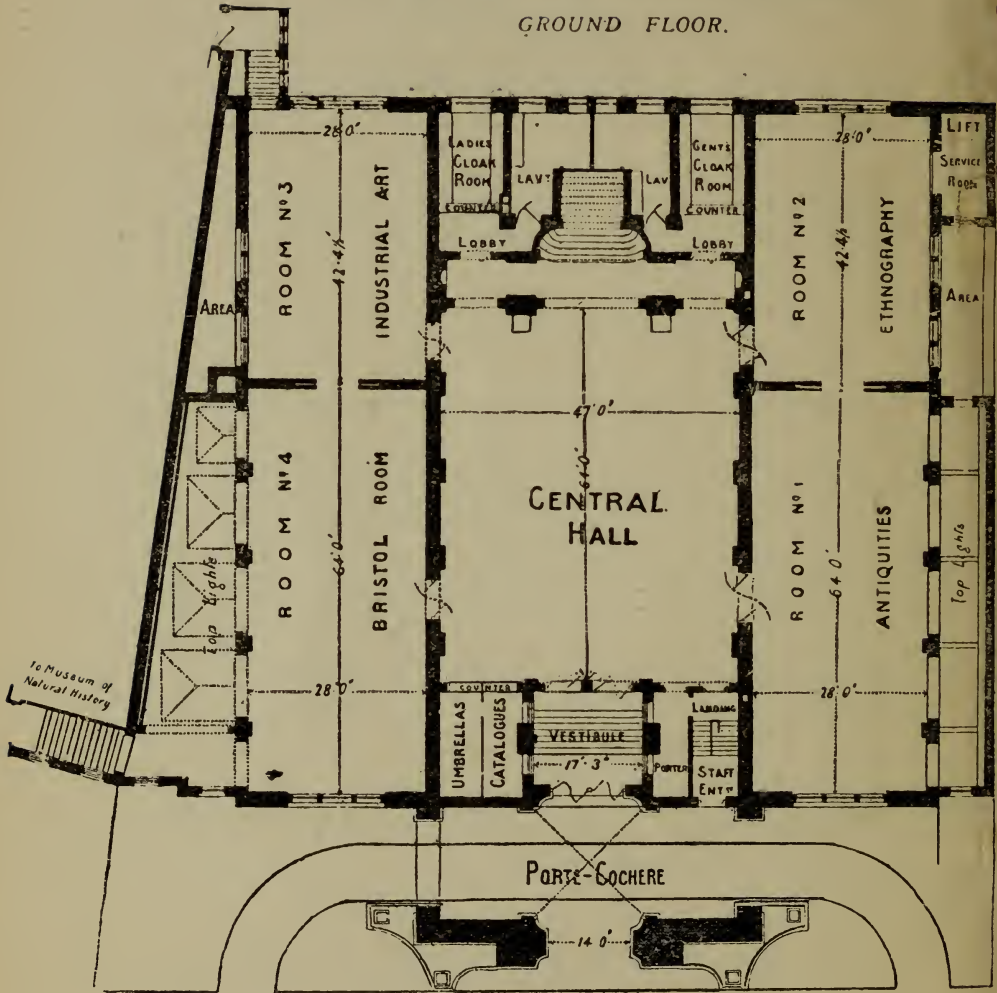 GROUND FLOOR.
28·0"
LADIES
CLOAK
ROOM
COUNTER
LAVY
LAV
GENTS
CLOAK
ROOM
COUNTER
28·0"
LIFT
SERVICE
ROOM
LOBBY
LOBBY
ROOM Nº 3
42·4½"
INDUSTRIAL ART
ROOM Nº 2
42·4½
ETHNOGRAPHY
AREA
AREA
47·0"
64·0"
CENTRAL
HALL
ROOM Nº 4
64·0"
BRISTOL ROOM
ROOM Nº 1
64 0'
ANTIQUITIES
Top Lights
Top Lights
To Museum of
Natural History
28·0"
28·0"
COUNTER
UMBRELLAS
CATALOGUES
VESTIBULE
17'·3"
LANDING
PORTER
STAFF
ENTCE
PORTE-COCHERE
14·0"